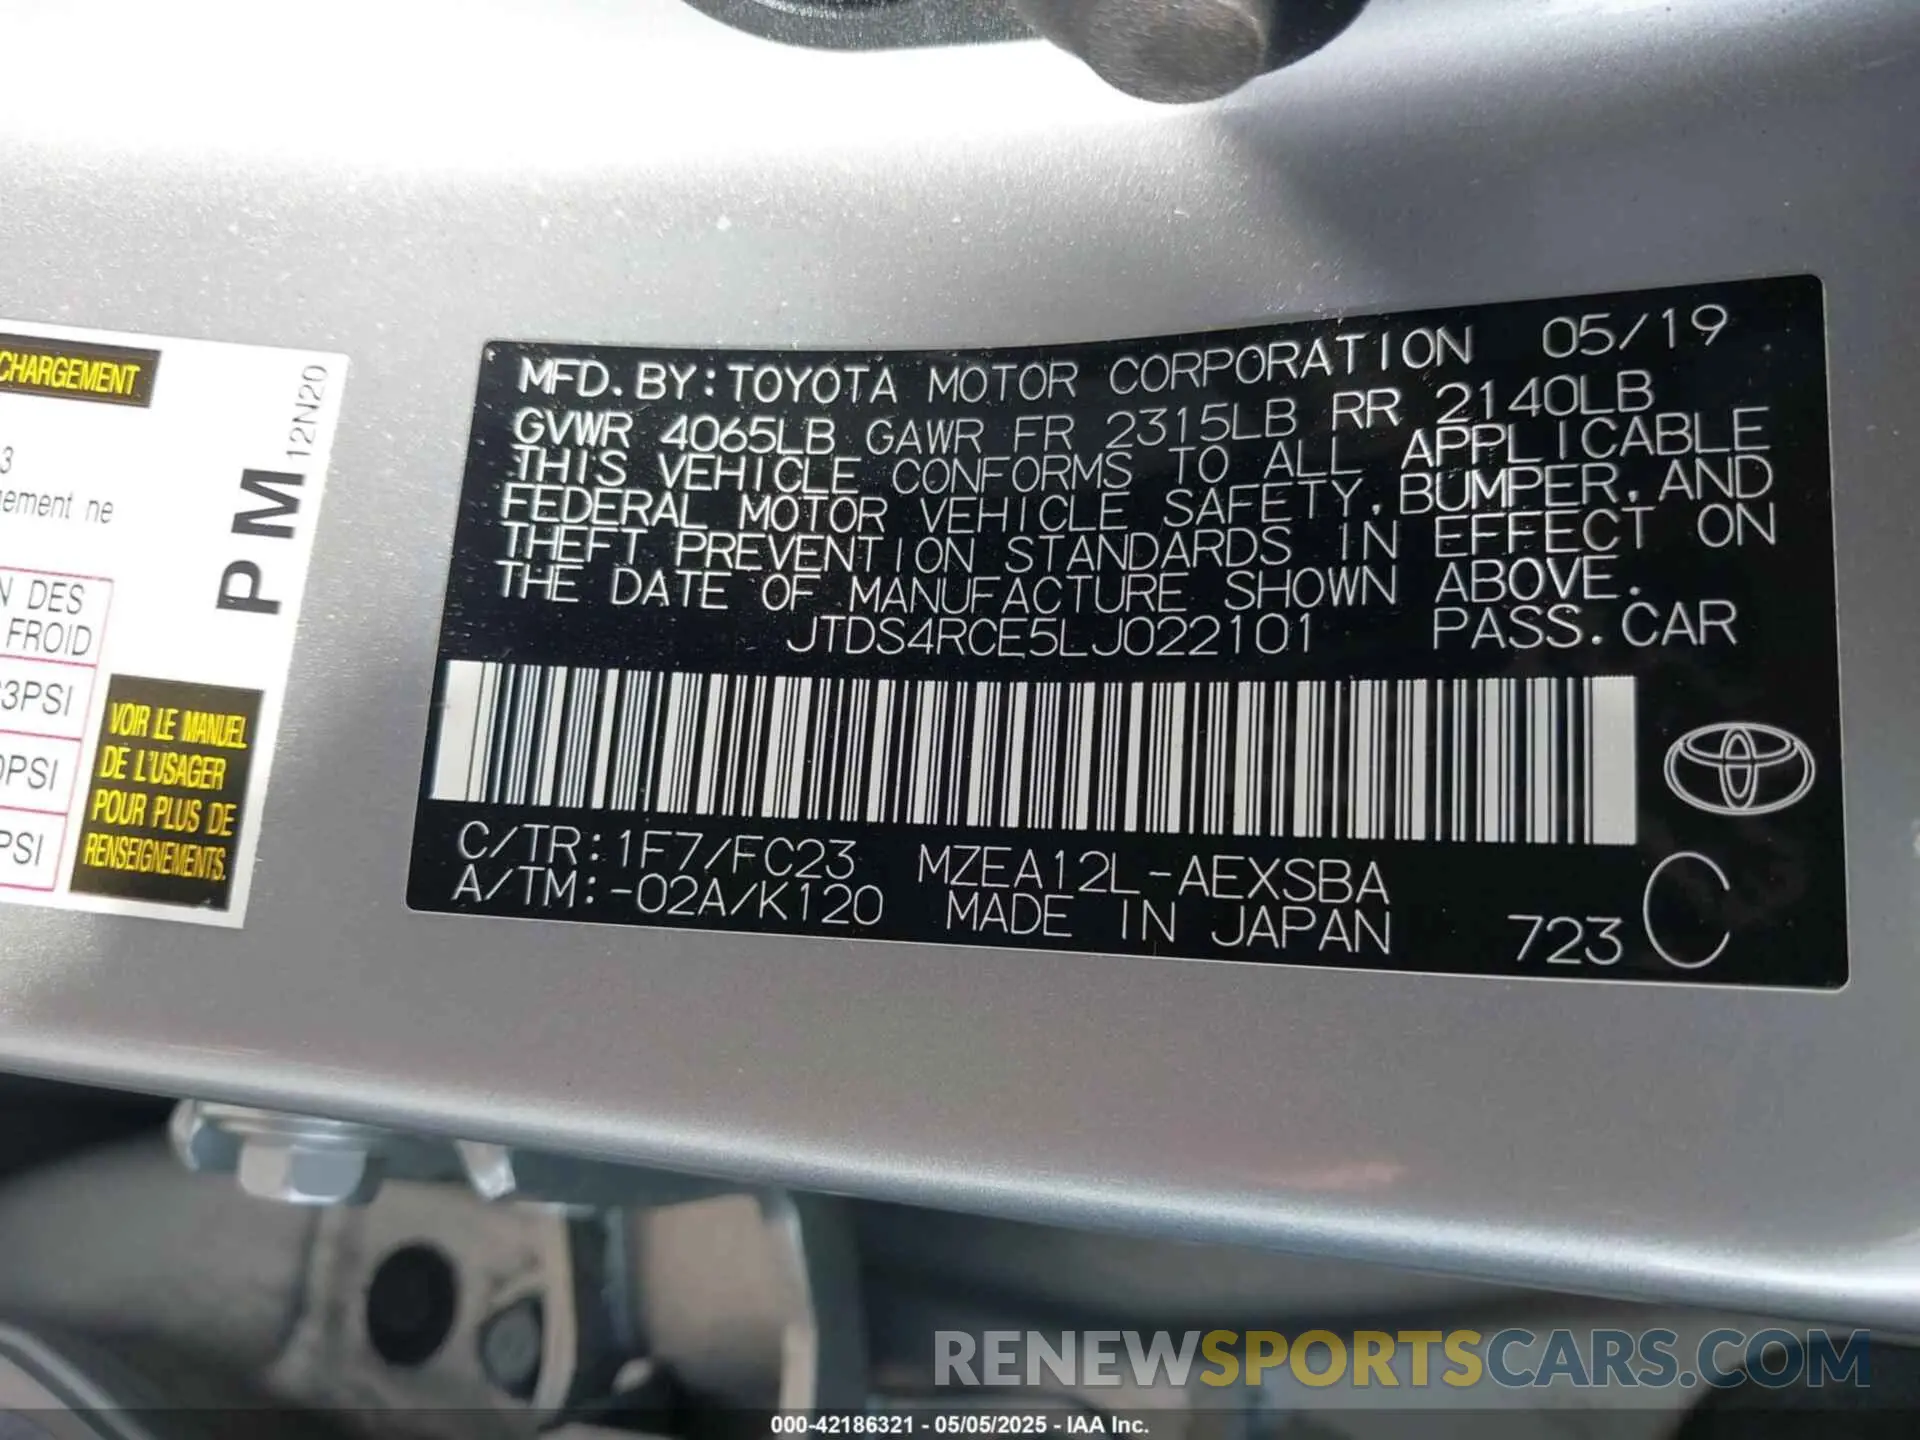 CHARGEMENT
3
gement ne
N DES
FROID
3PSI
PSI
PSI
PM 12N20
VOIR LE MANUEL
DE L'USAGER
POUR PLUS DE
RENSEIGNEMENTS.
MFD. BY: TOYOTA MOTOR CORPORATION 05/19
GVWR 4065LB GAWR FR 2315LB RR 2140LB
THIS VEHICLE CONFORMS TO ALL APPLICABLE
FEDERAL MOTOR VEHICLE SAFETY, BUMPER, AND
THEFT PREVENTION STANDARDS IN EFFECT ON
THE DATE OF MANUFACTURE SHOWN ABOVE.
JTDS4RCE5LJ022101 PASS. CAR
C/TR: 1F7/FC23 MZEA12L-AEXSBA
A/TM: -02A/K120 MADE IN JAPAN 723 C
RENEWSPORTSCARS.COM
000-42186321 - 05/05/2025 - IAA Inc.